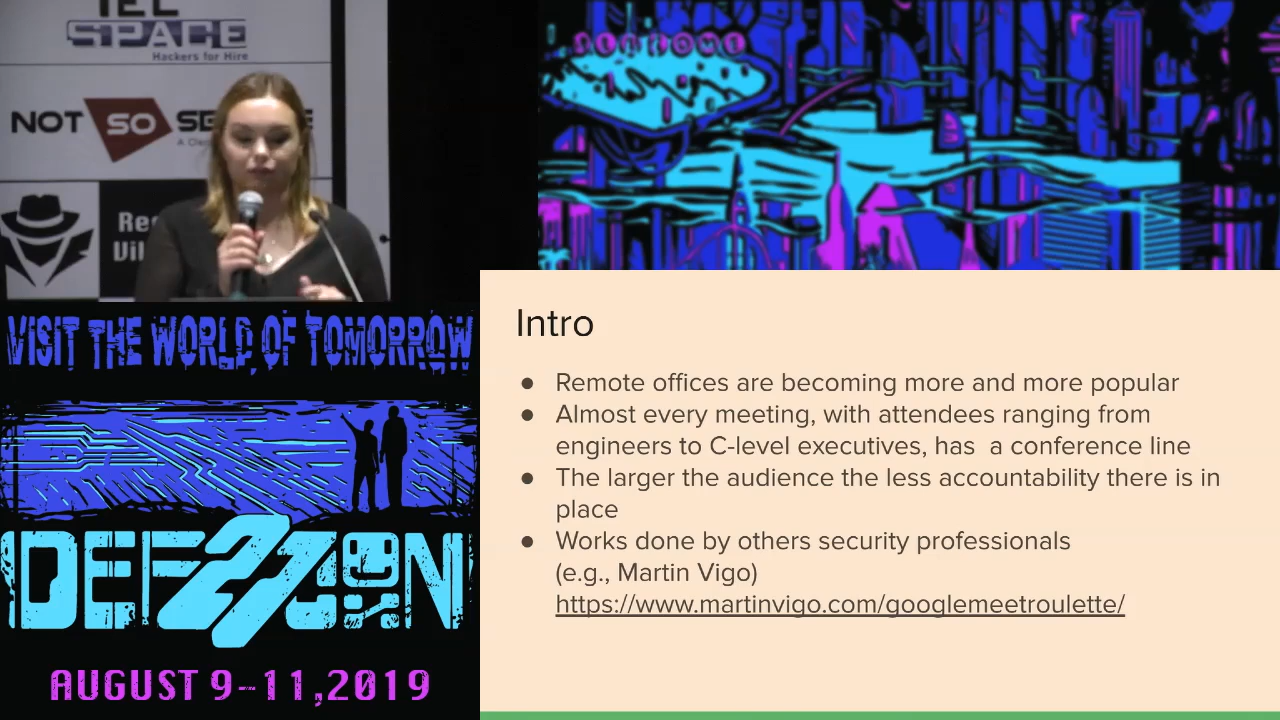 SPACE
Hackers for Hire
NOT SO SE
WELCOME
VISIT THE WORLD OF TOMORROW
DEF27CON
AUGUST 9-11,2019
Intro
● Remote offices are becoming more and more popular
● Almost every meeting, with attendees ranging from
engineers to C-level executives, has  a conference line
● The larger the audience the less accountability there is in
place
● Works done by others security professionals
(e.g., Martin Vigo)
https://www.martinvigo.com/googlemeetroulette/